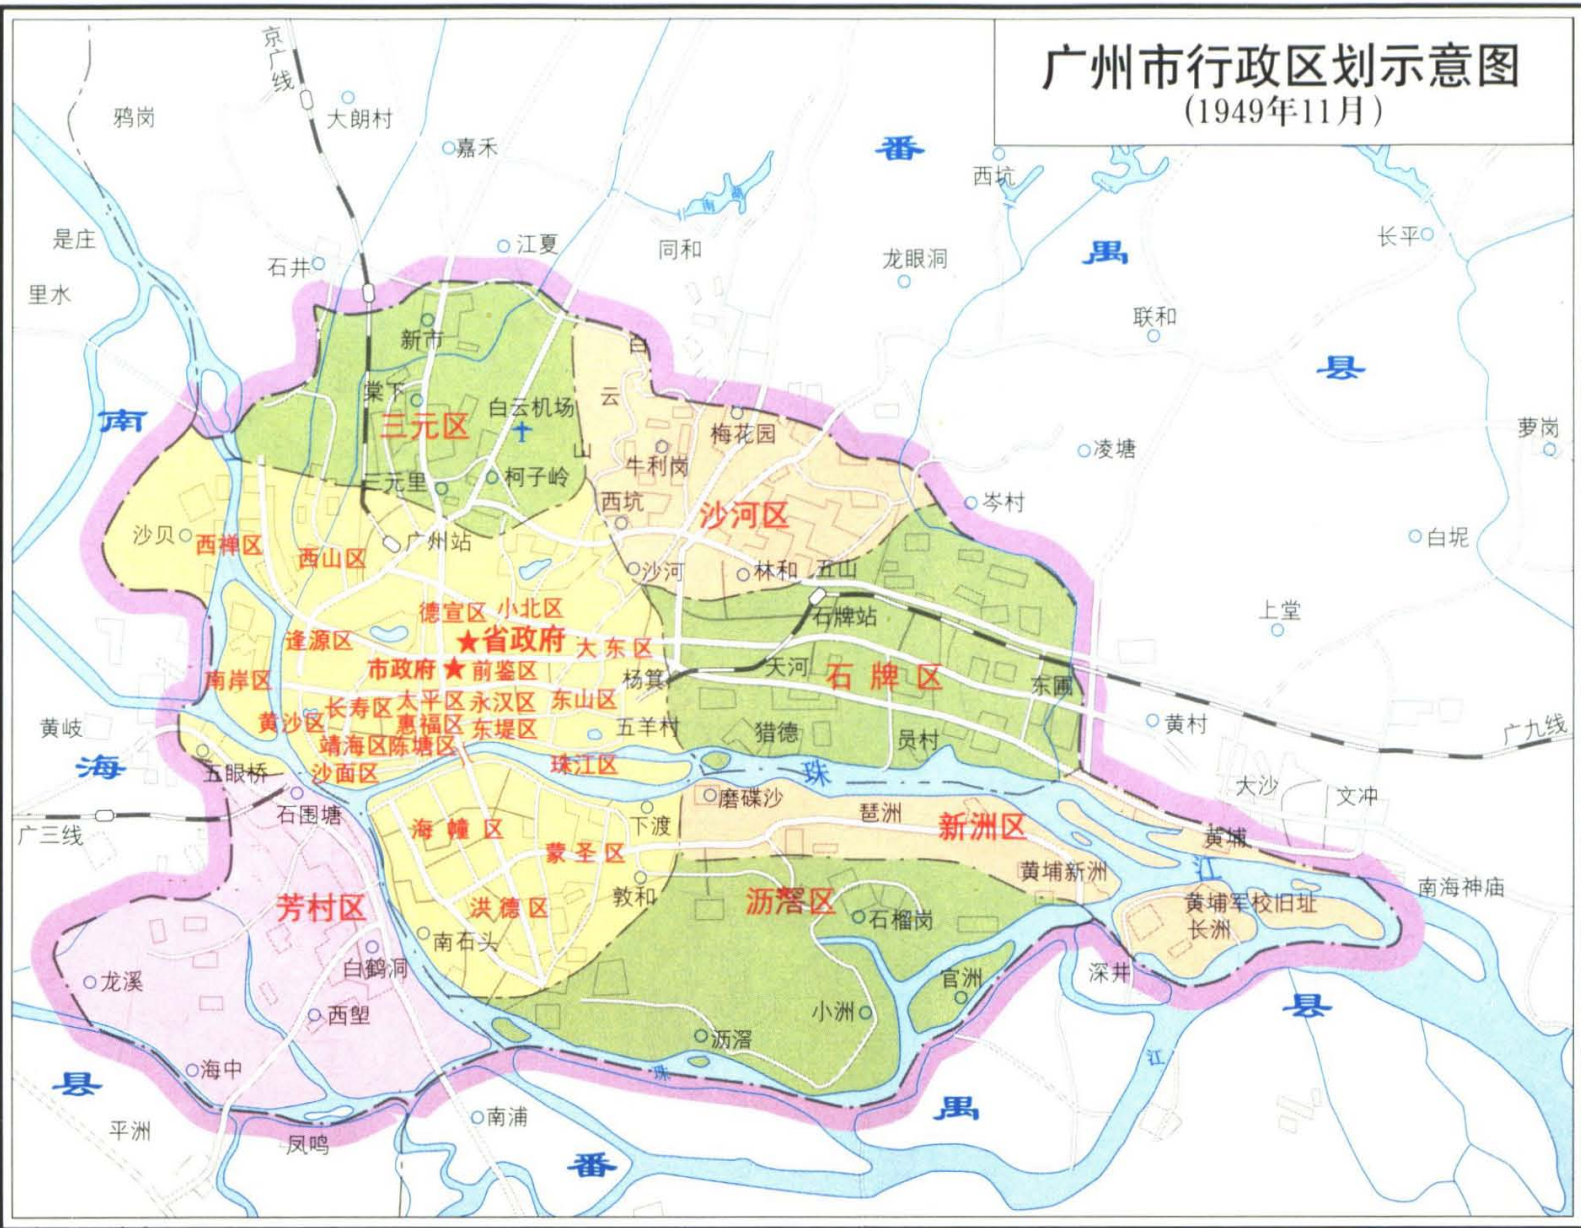 广州市行政区划示意图
(1949年11月)
京广线
鸦岗
大朗村
嘉禾
番
西坑
南湖
禺
是庄
江夏
同和
龙眼洞
长平
石井
里水
联和
新市
白
县
棠下
云
白云机场
南
三元区
梅花园
萝岗
山
牛利岗
凌塘
三元里
柯子岭
西坑
沙河区
岑村
沙贝
西禅区
西山区
广州站
白坭
沙河
林和
五山
德宣区
小北区
石牌站
上堂
逢源区
省政府
大东区
市政府
前鉴区
杨箕
天河
石牌区
南岸区
东圃
长寿区
太平区
永汉区
东山区
黄沙区
惠福区
东堤区
五羊村
猎德
员村
黄村
广九线
黄岐
靖海区
陈塘区
海
五眼桥
沙面区
珠江区
珠
大沙
文冲
石围塘
磨碟沙
琶洲
广三线
海幢区
下渡
新洲区
黄埔
蒙圣区
黄埔新洲
江
南海神庙
芳村区
洪德区
敦和
沥滘区
石榴岗
黄埔军校旧址
长洲
南石头
龙溪
白鹤洞
官洲
深井
西塱
小洲
县
沥滘
海中
珠
江
县
平洲
凤鸣
南浦
禺
番